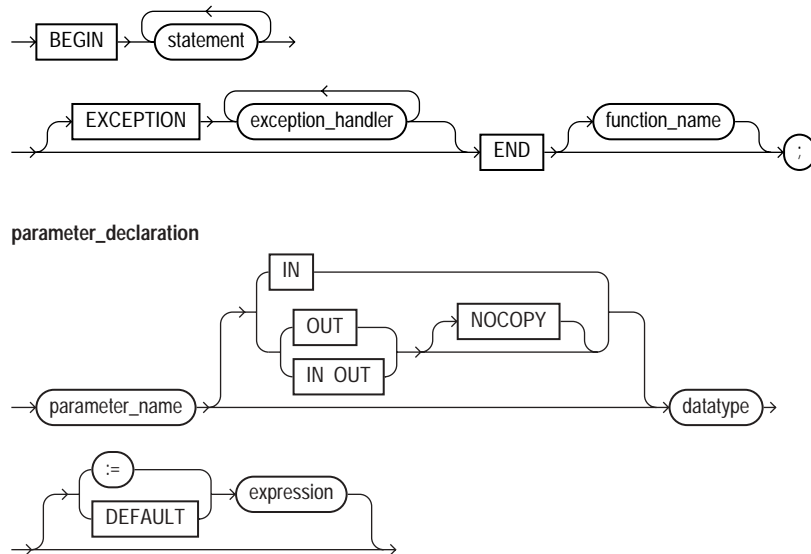 BEGIN statement
EXCEPTION exception_handler END function_name ;
parameter_declaration
IN
OUT NOCOPY
IN OUT
parameter_name datatype
:=
DEFAULT expression